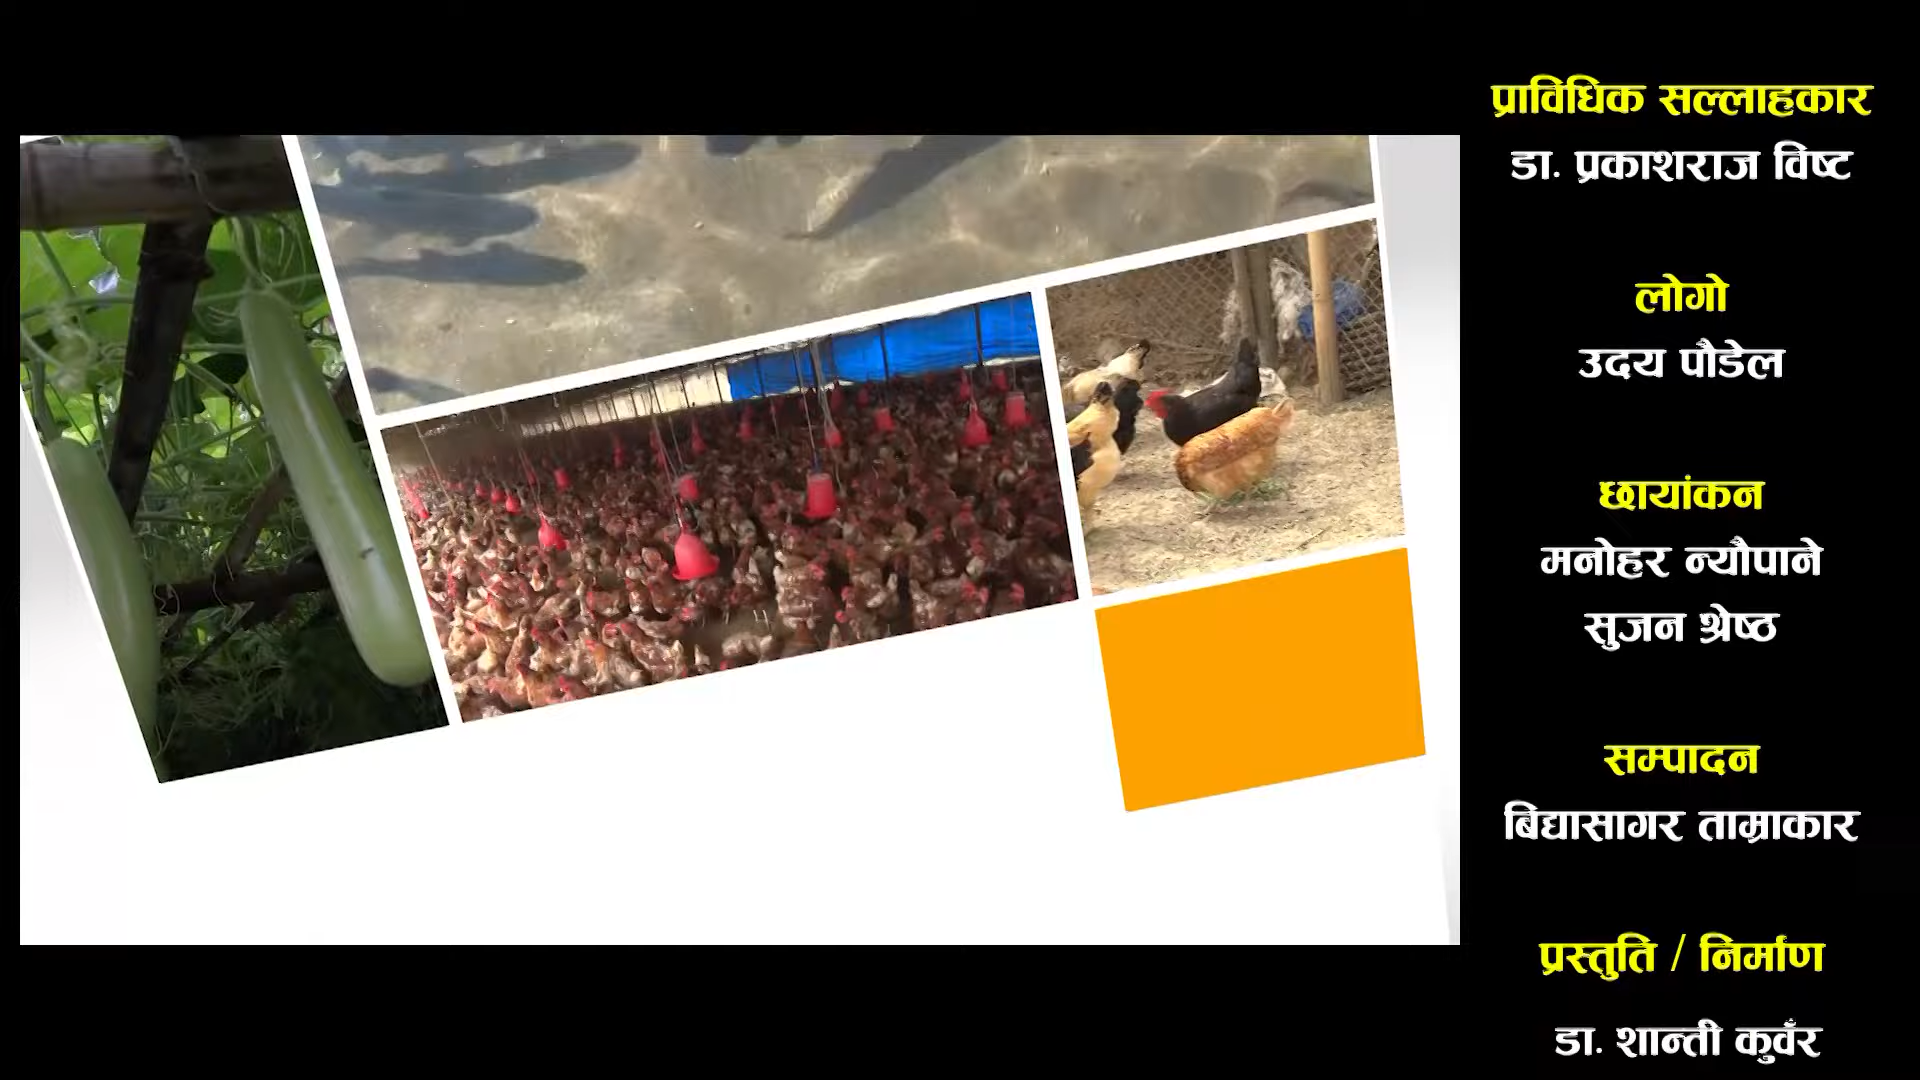 प्राविधिक सल्लाहकार
डा. प्रकाशराज विष्ट
लोगो
उदय पौडेल
छायांकन
मनोहर न्यौपाने
सुजन श्रेष्ठ
सम्पादन
बिद्यासागर ताम्राकार
प्रस्तुति / निर्माण
डा. शान्ती कुवँर